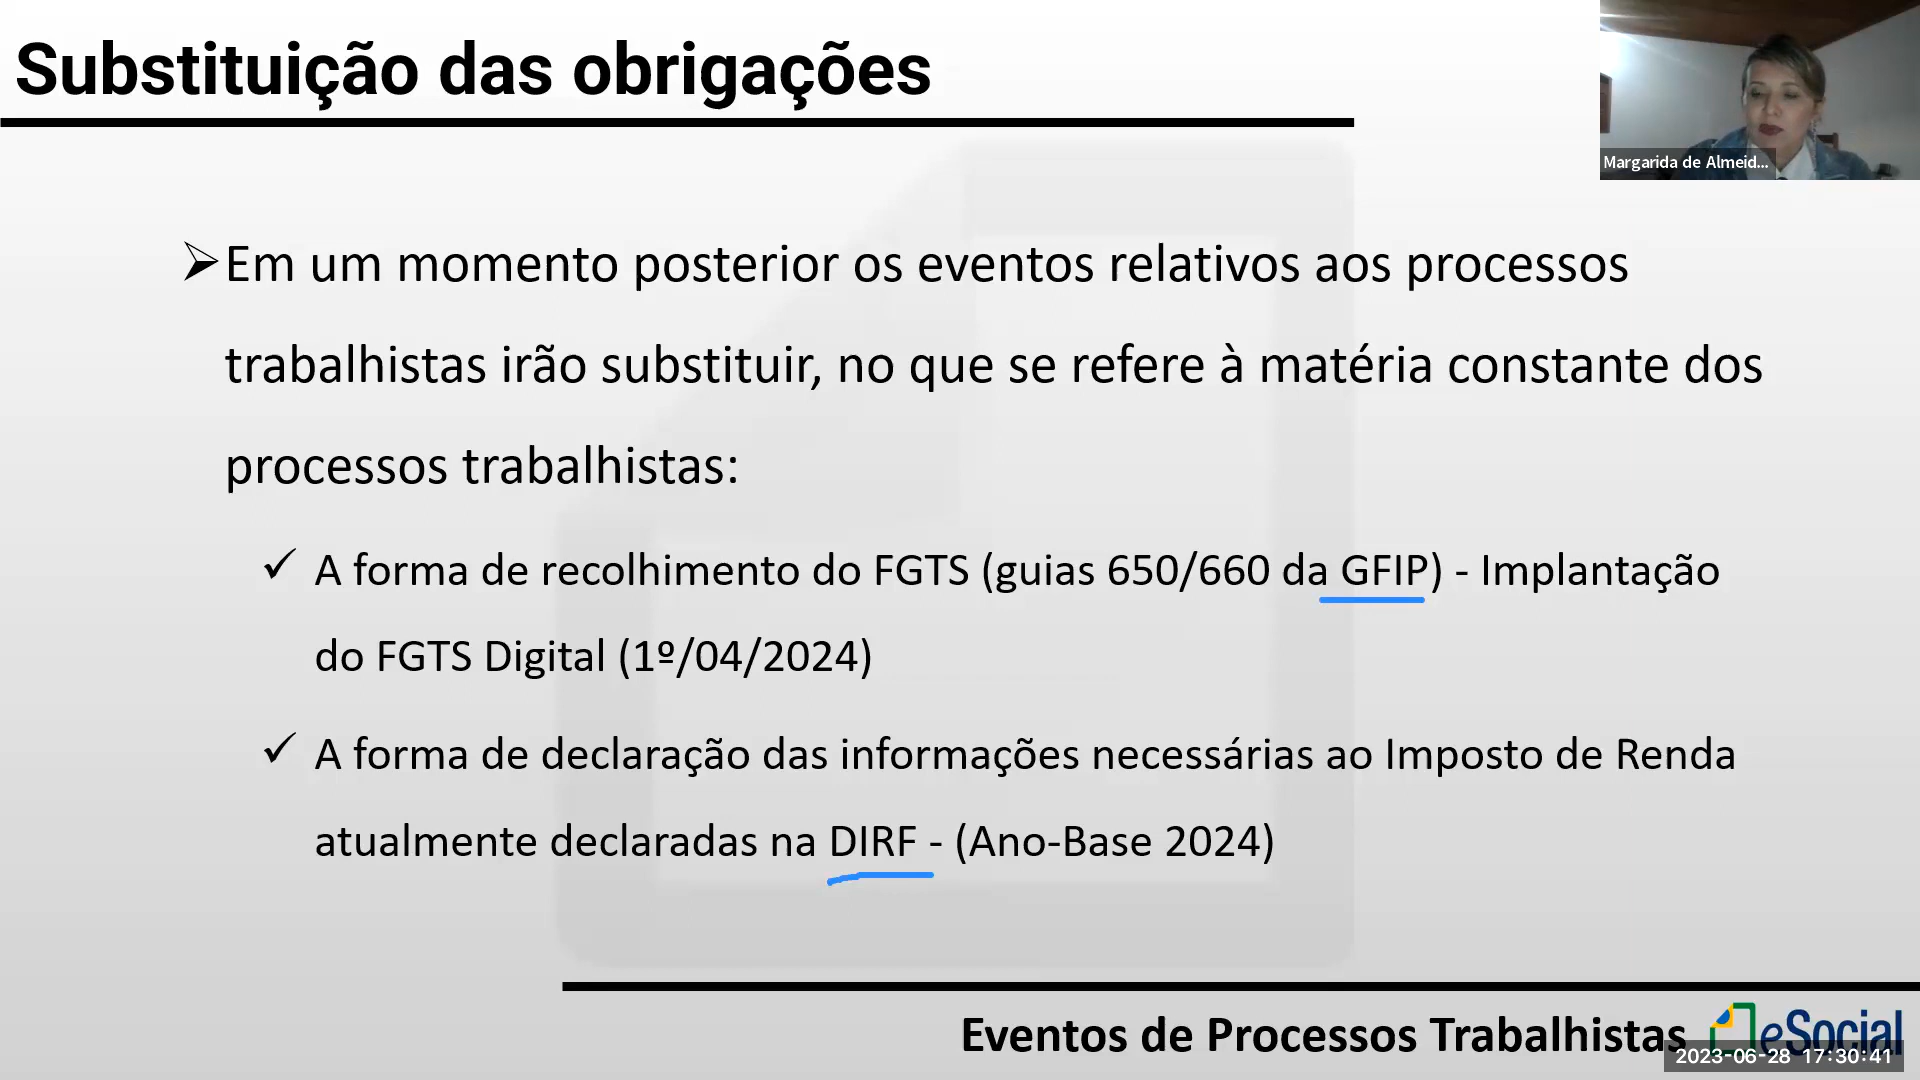 Substituição das obrigações
Margarida de Almeid...
Em um momento posterior os eventos relativos aos processos
trabalhistas irão substituir, no que se refere à matéria constante dos
processos trabalhistas:
A forma de recolhimento do FGTS (guias 650/660 da GFIP) - Implantação
do FGTS Digital (1º/04/2024)
A forma de declaração das informações necessárias ao Imposto de Renda
atualmente declaradas na DIRF - (Ano-Base 2024)
Eventos de Processos Trabalhistas
eSocial
2023-06-28 17:30:41